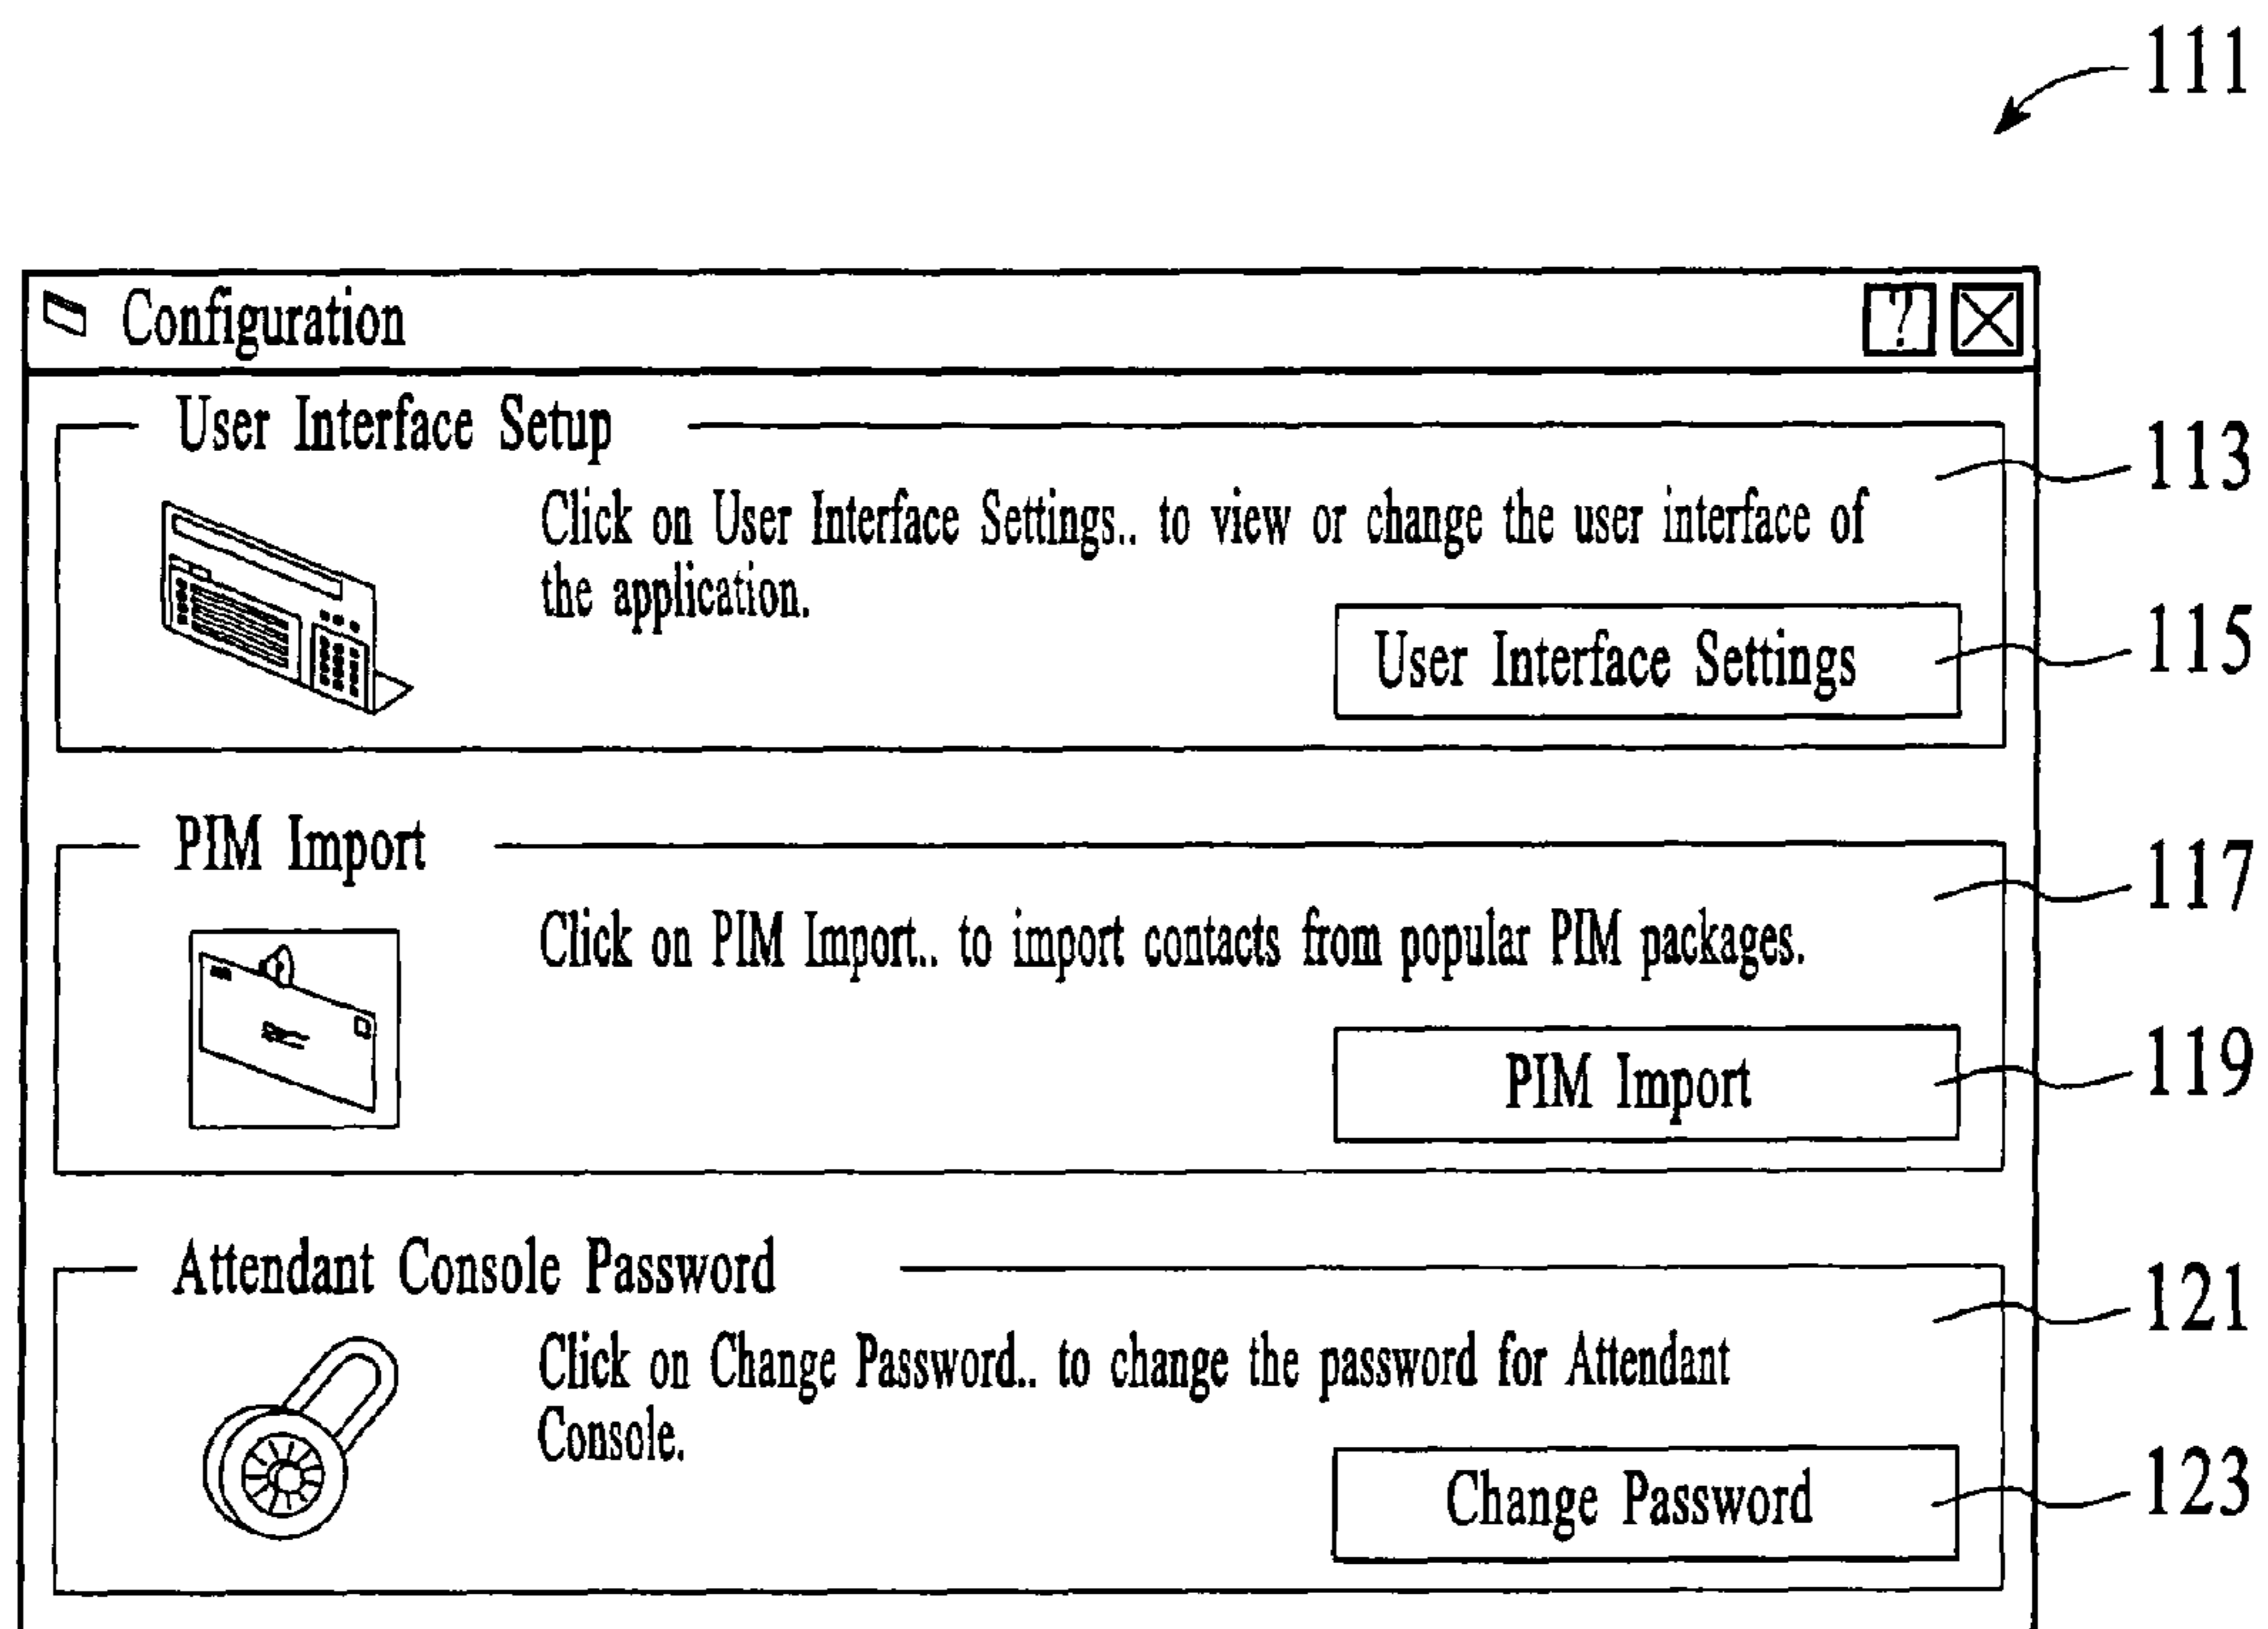 111
Configuration ?
User Interface Setup
113
Click on User Interface Settings.. to view or change the user interface of
the application.
User Interface Settings
115
PIM Import
117
Click on PIM Import.. to import contacts from popular PIM packages.
PIM Import
119
Attendant Console Password
121
Click on Change Password.. to change the password for Attendant
Console.
Change Password
123